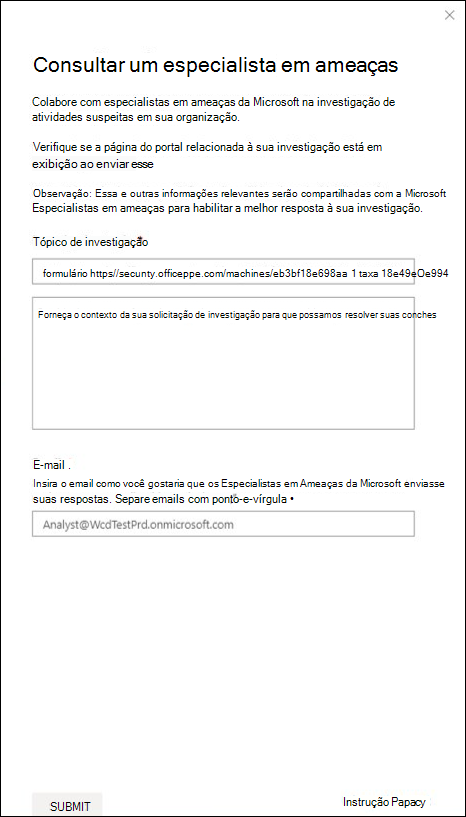 Consultar um especialista em ameaças
Colabore com especialistas em ameaças da Microsoft na investigação de
atividades suspeitas em sua organização.
Verifique se a página do portal relacionada à sua investigação está em
exibição ao enviar esse
Observação: Essa e outras informações relevantes serão compartilhadas com a Microsoft
Especialistas em ameaças para habilitar a melhor resposta à sua investigação.
Tópico de investigação*
formulário https//secunty.officeppe.com/machines/eb3bf18e698aa 1 taxa 18e49eOe994
Forneça o contexto da sua solicitação de investigação para que possamos resolver suas conches
E-mail .
Insira o email como você gostaria que os Especialistas em Ameaças da Microsoft enviasse
suas respostas. Separe emails com ponto-e-vírgula •
Analyst@WcdTestPrd.onmicrosoft.com
SUBMIT
Instrução Papacy